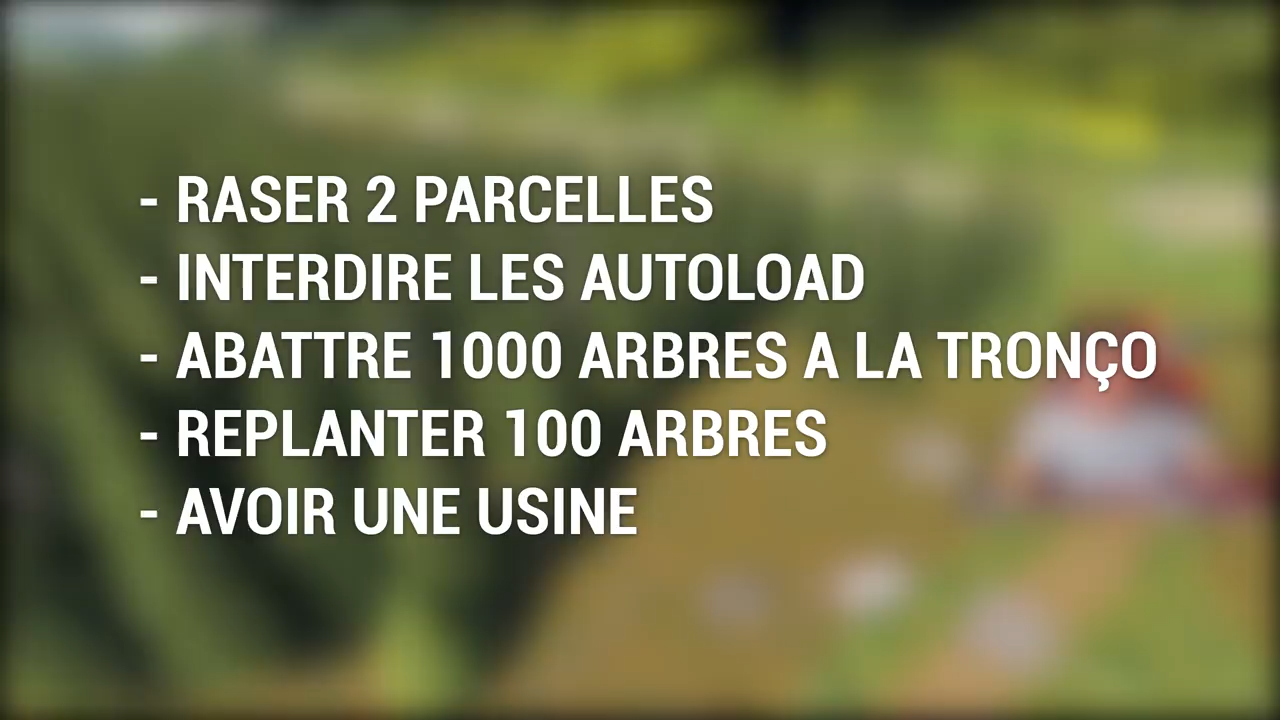 - RASER 2 PARCELLES
- INTERDIRE LES AUTOLOAD
- ABATTRE 1000 ARBRES A LA TRONÇO
- REPLANTER 100 ARBRES
- AVOIR UNE USINE